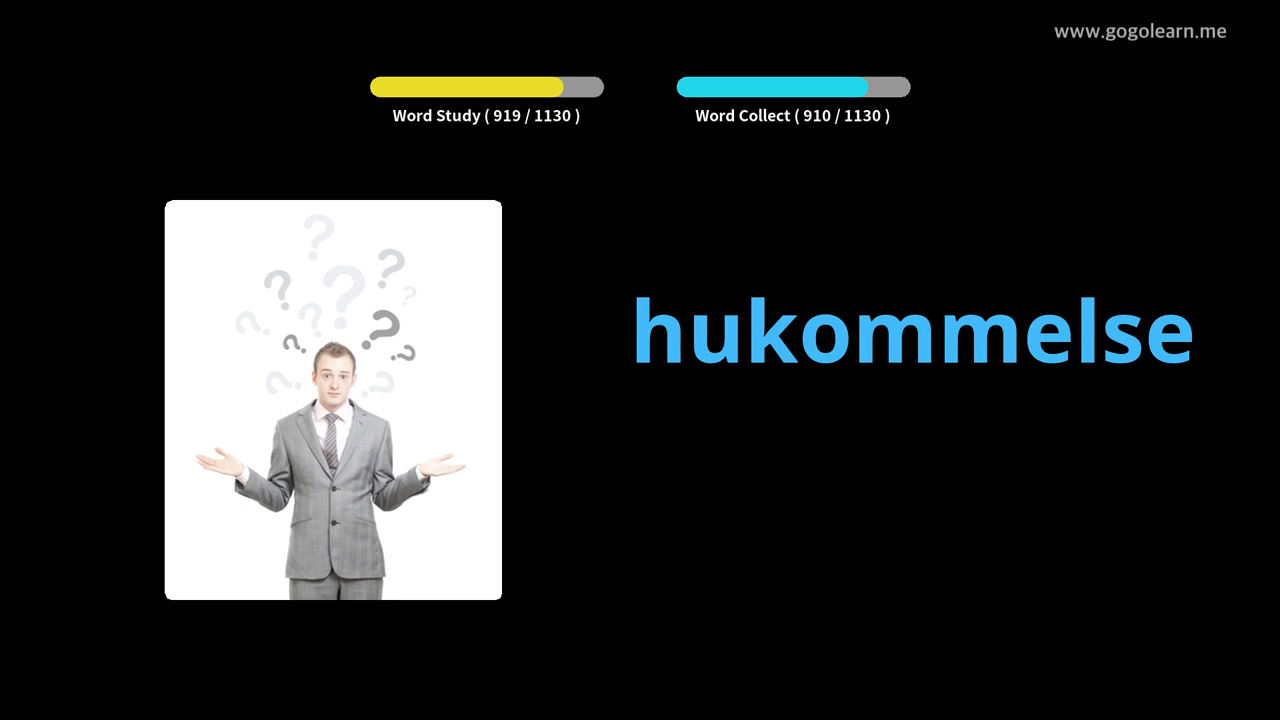 www.gogolearn.me
Word Study ( 919 / 1130 )
Word Collect ( 910 / 1130 )
? ? ? ? ? ? ? ? ? ? ? ?
hukommelse